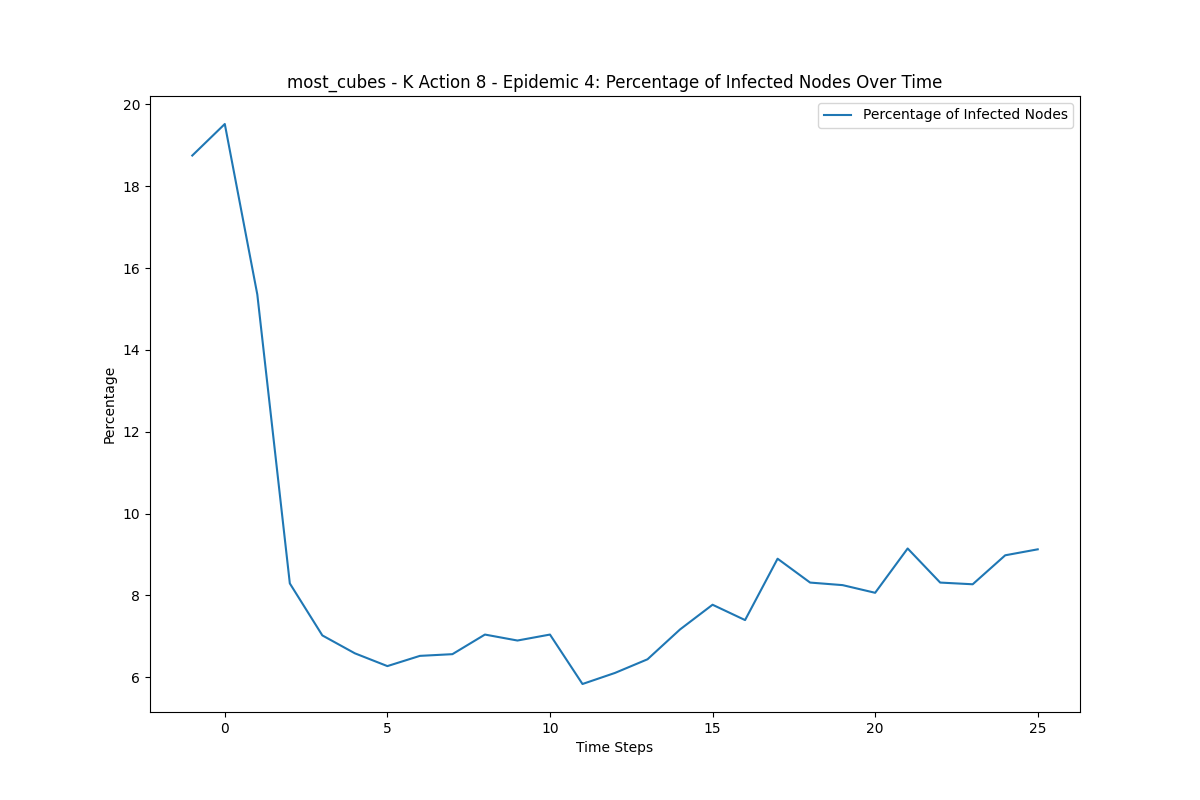 most_cubes - K Action 8 - Epidemic 4: Percentage of Infected Nodes Over Time
Percentage of Infected Nodes
20
18
16
14
12
10
8
6
Percentage
0 5 10 15 20 25
Time Steps